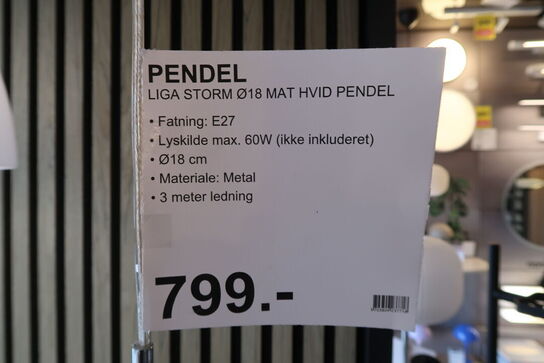 PENDEL
LIGA STORM Ø18 MAT HVID PENDEL
• Fatning: E27
• Lyskilde max. 60W (ikke inkluderet)
• Ø18 cm
• Materiale: Metal
• 3 meter ledning
799.-